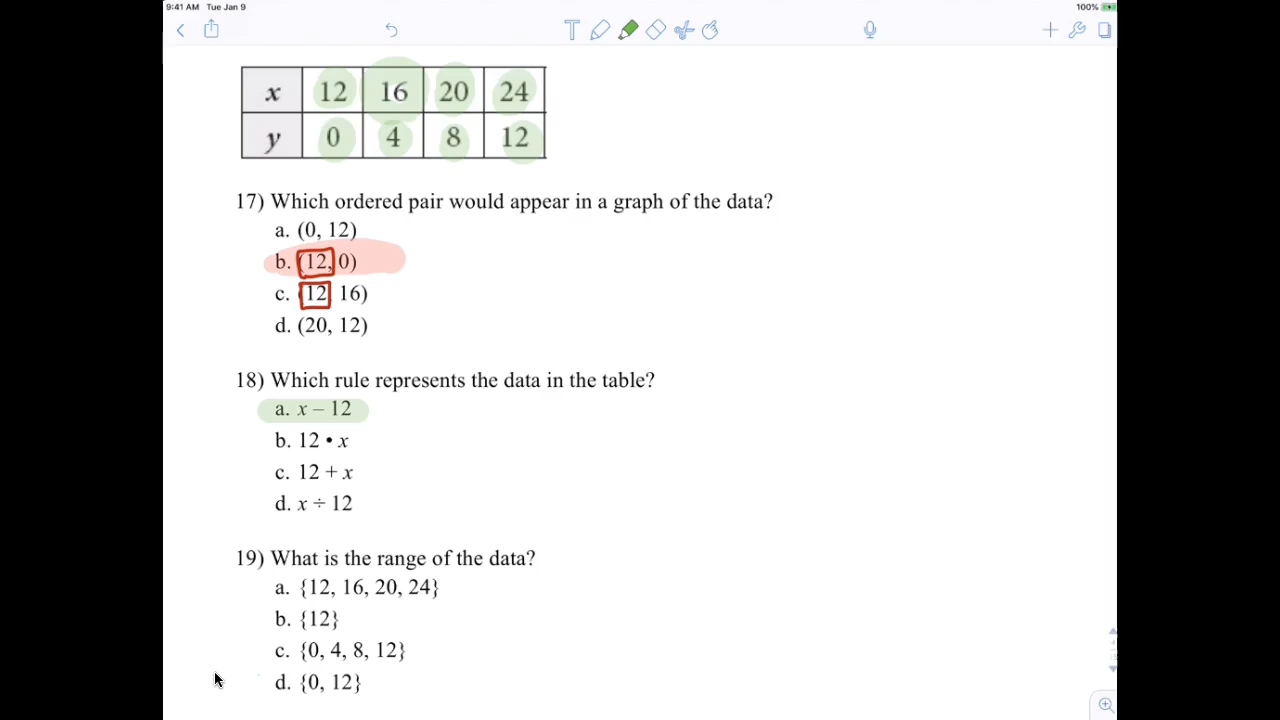 9:41 AM Tue Jan 9
100%
x 12 16 20 24
y 0 4 8 12
17) Which ordered pair would appear in a graph of the data?
a. (0, 12)
b. (12, 0)
c. (12, 16)
d. (20, 12)
18) Which rule represents the data in the table?
a. x – 12
b. 12 • x
c. 12 + x
d. x ÷ 12
19) What is the range of the data?
a. {12, 16, 20, 24}
b. {12}
c. {0, 4, 8, 12}
d. {0, 12}